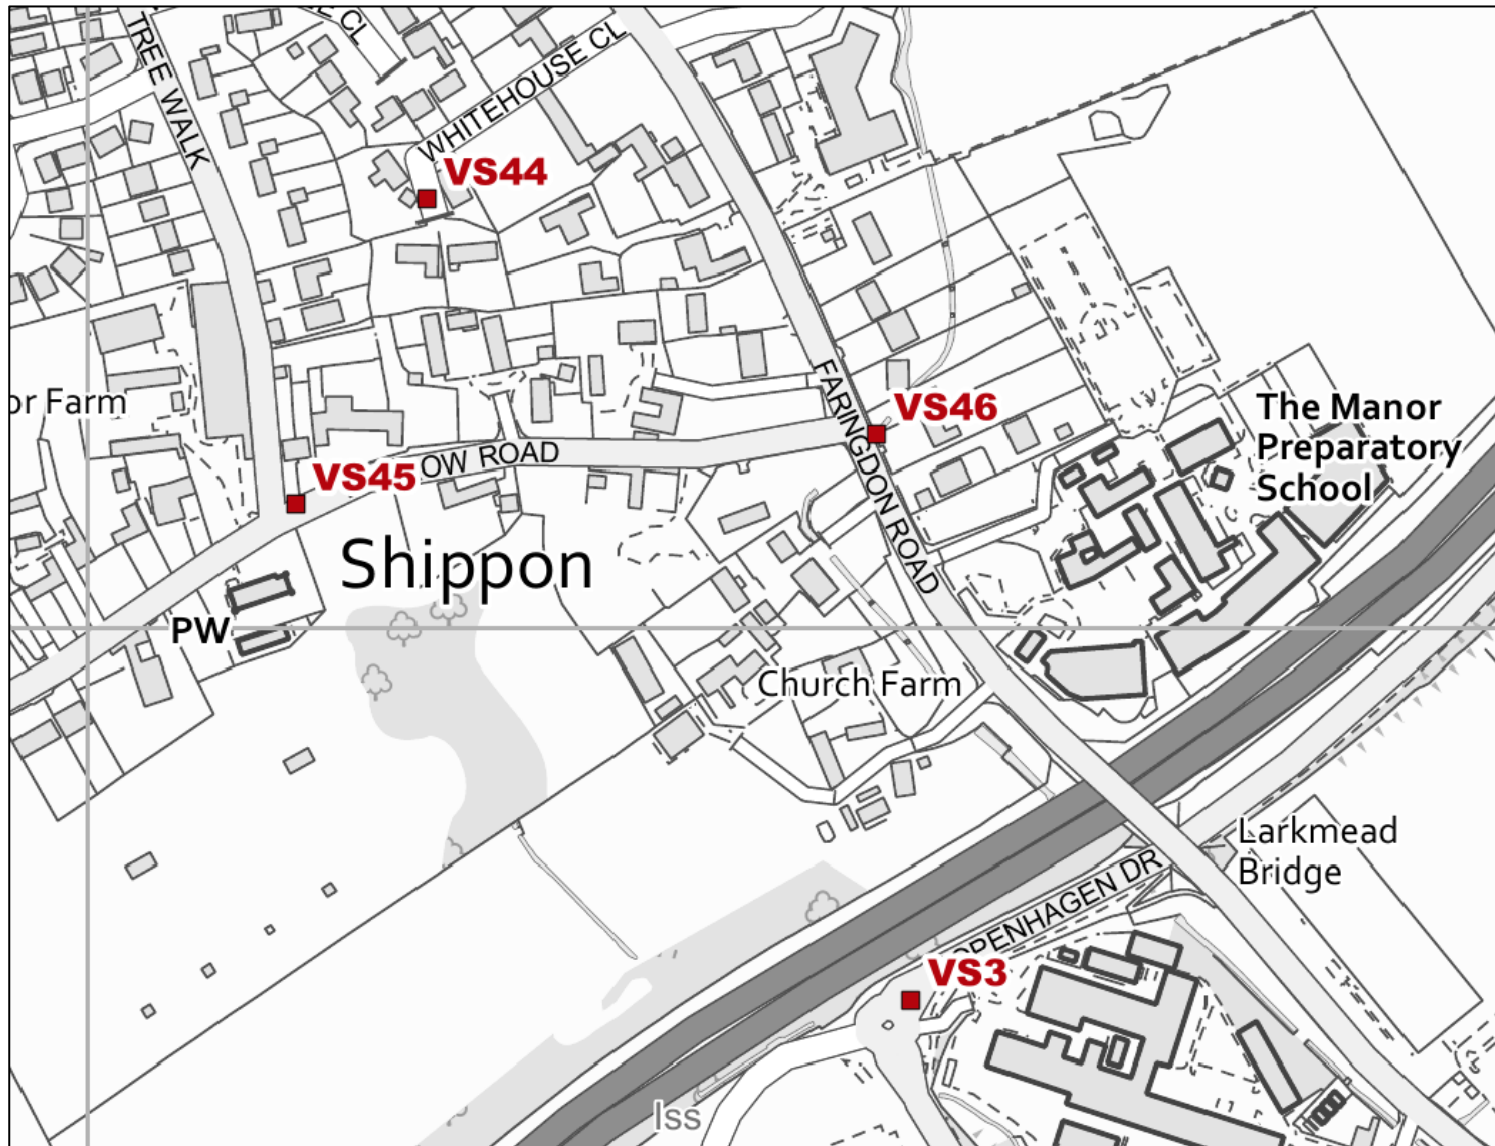 E CL
TREE WALK
WHITEHOUSE CL
VS44
or Farm
FARINGDON ROAD
VS46
The Manor
Preparatory
School
OW ROAD
VS45
Shippon
PW
Church Farm
Larkmead
Bridge
OPENHAGEN DR
VS3
Iss